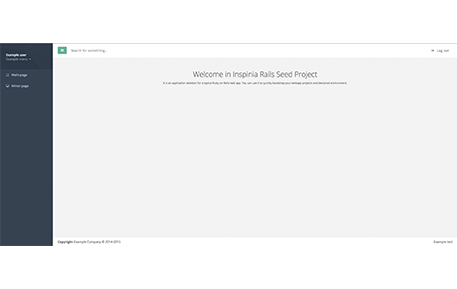 Example user
Example menu
Main page
Minor page
Search for something...
Log out
Welcome in Inspinia Rails Seed Project
It is an application skeleton for a typical Ruby on Rails web app. You can use it to quickly bootstrap your webapp projects and dev/prod environment.
Copyright Example Company © 2014-2015
Example text